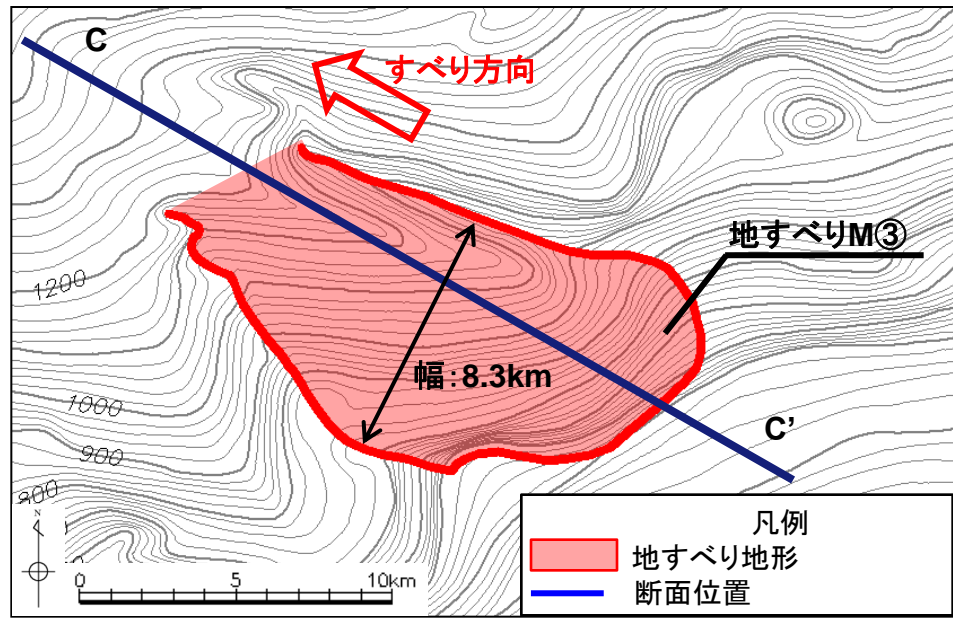 C
すべり方向
地すべりM③
1200
幅：8.3km
1000
C’
900
800
N
0 5 10km
凡例
地すべり地形
断面位置